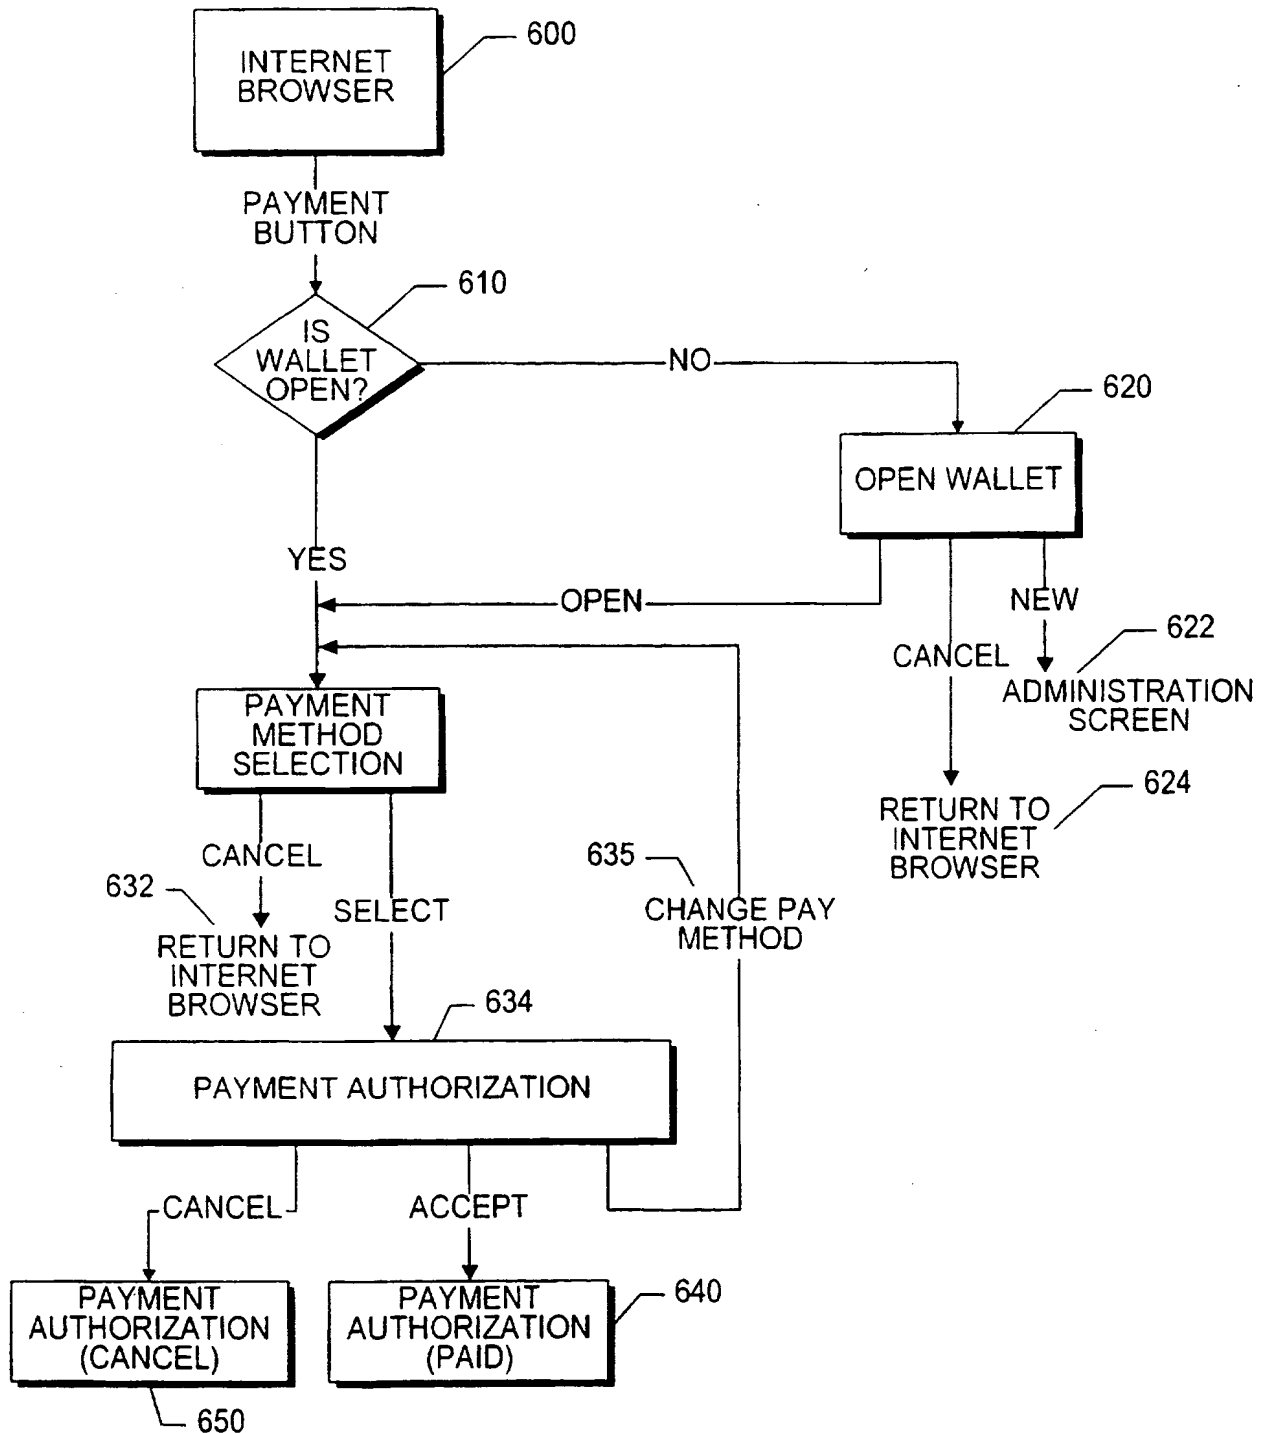 600
INTERNET
BROWSER
PAYMENT
BUTTON
610
IS
WALLET
OPEN?
NO
620
OPEN WALLET
YES
OPEN
NEW
622
CANCEL
ADMINISTRATION
SCREEN
PAYMENT
METHOD
SELECTION
624
RETURN TO
INTERNET
BROWSER
CANCEL
635
632
SELECT
CHANGE PAY
METHOD
RETURN TO
INTERNET
BROWSER
634
PAYMENT AUTHORIZATION
CANCEL
ACCEPT
PAYMENT
AUTHORIZATION
(CANCEL)
PAYMENT
AUTHORIZATION
(PAID)
640
650